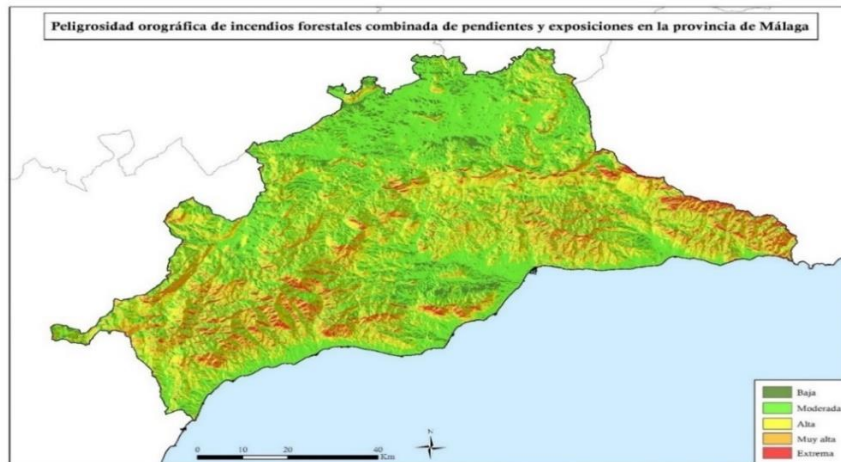 Peligrosidad orográfica de incendios forestales combinada de pendientes y exposiciones en la provincia de Málaga
N
0 10 20 40
Km
Baja
Moderada
Alta
Muy alta
Extrema